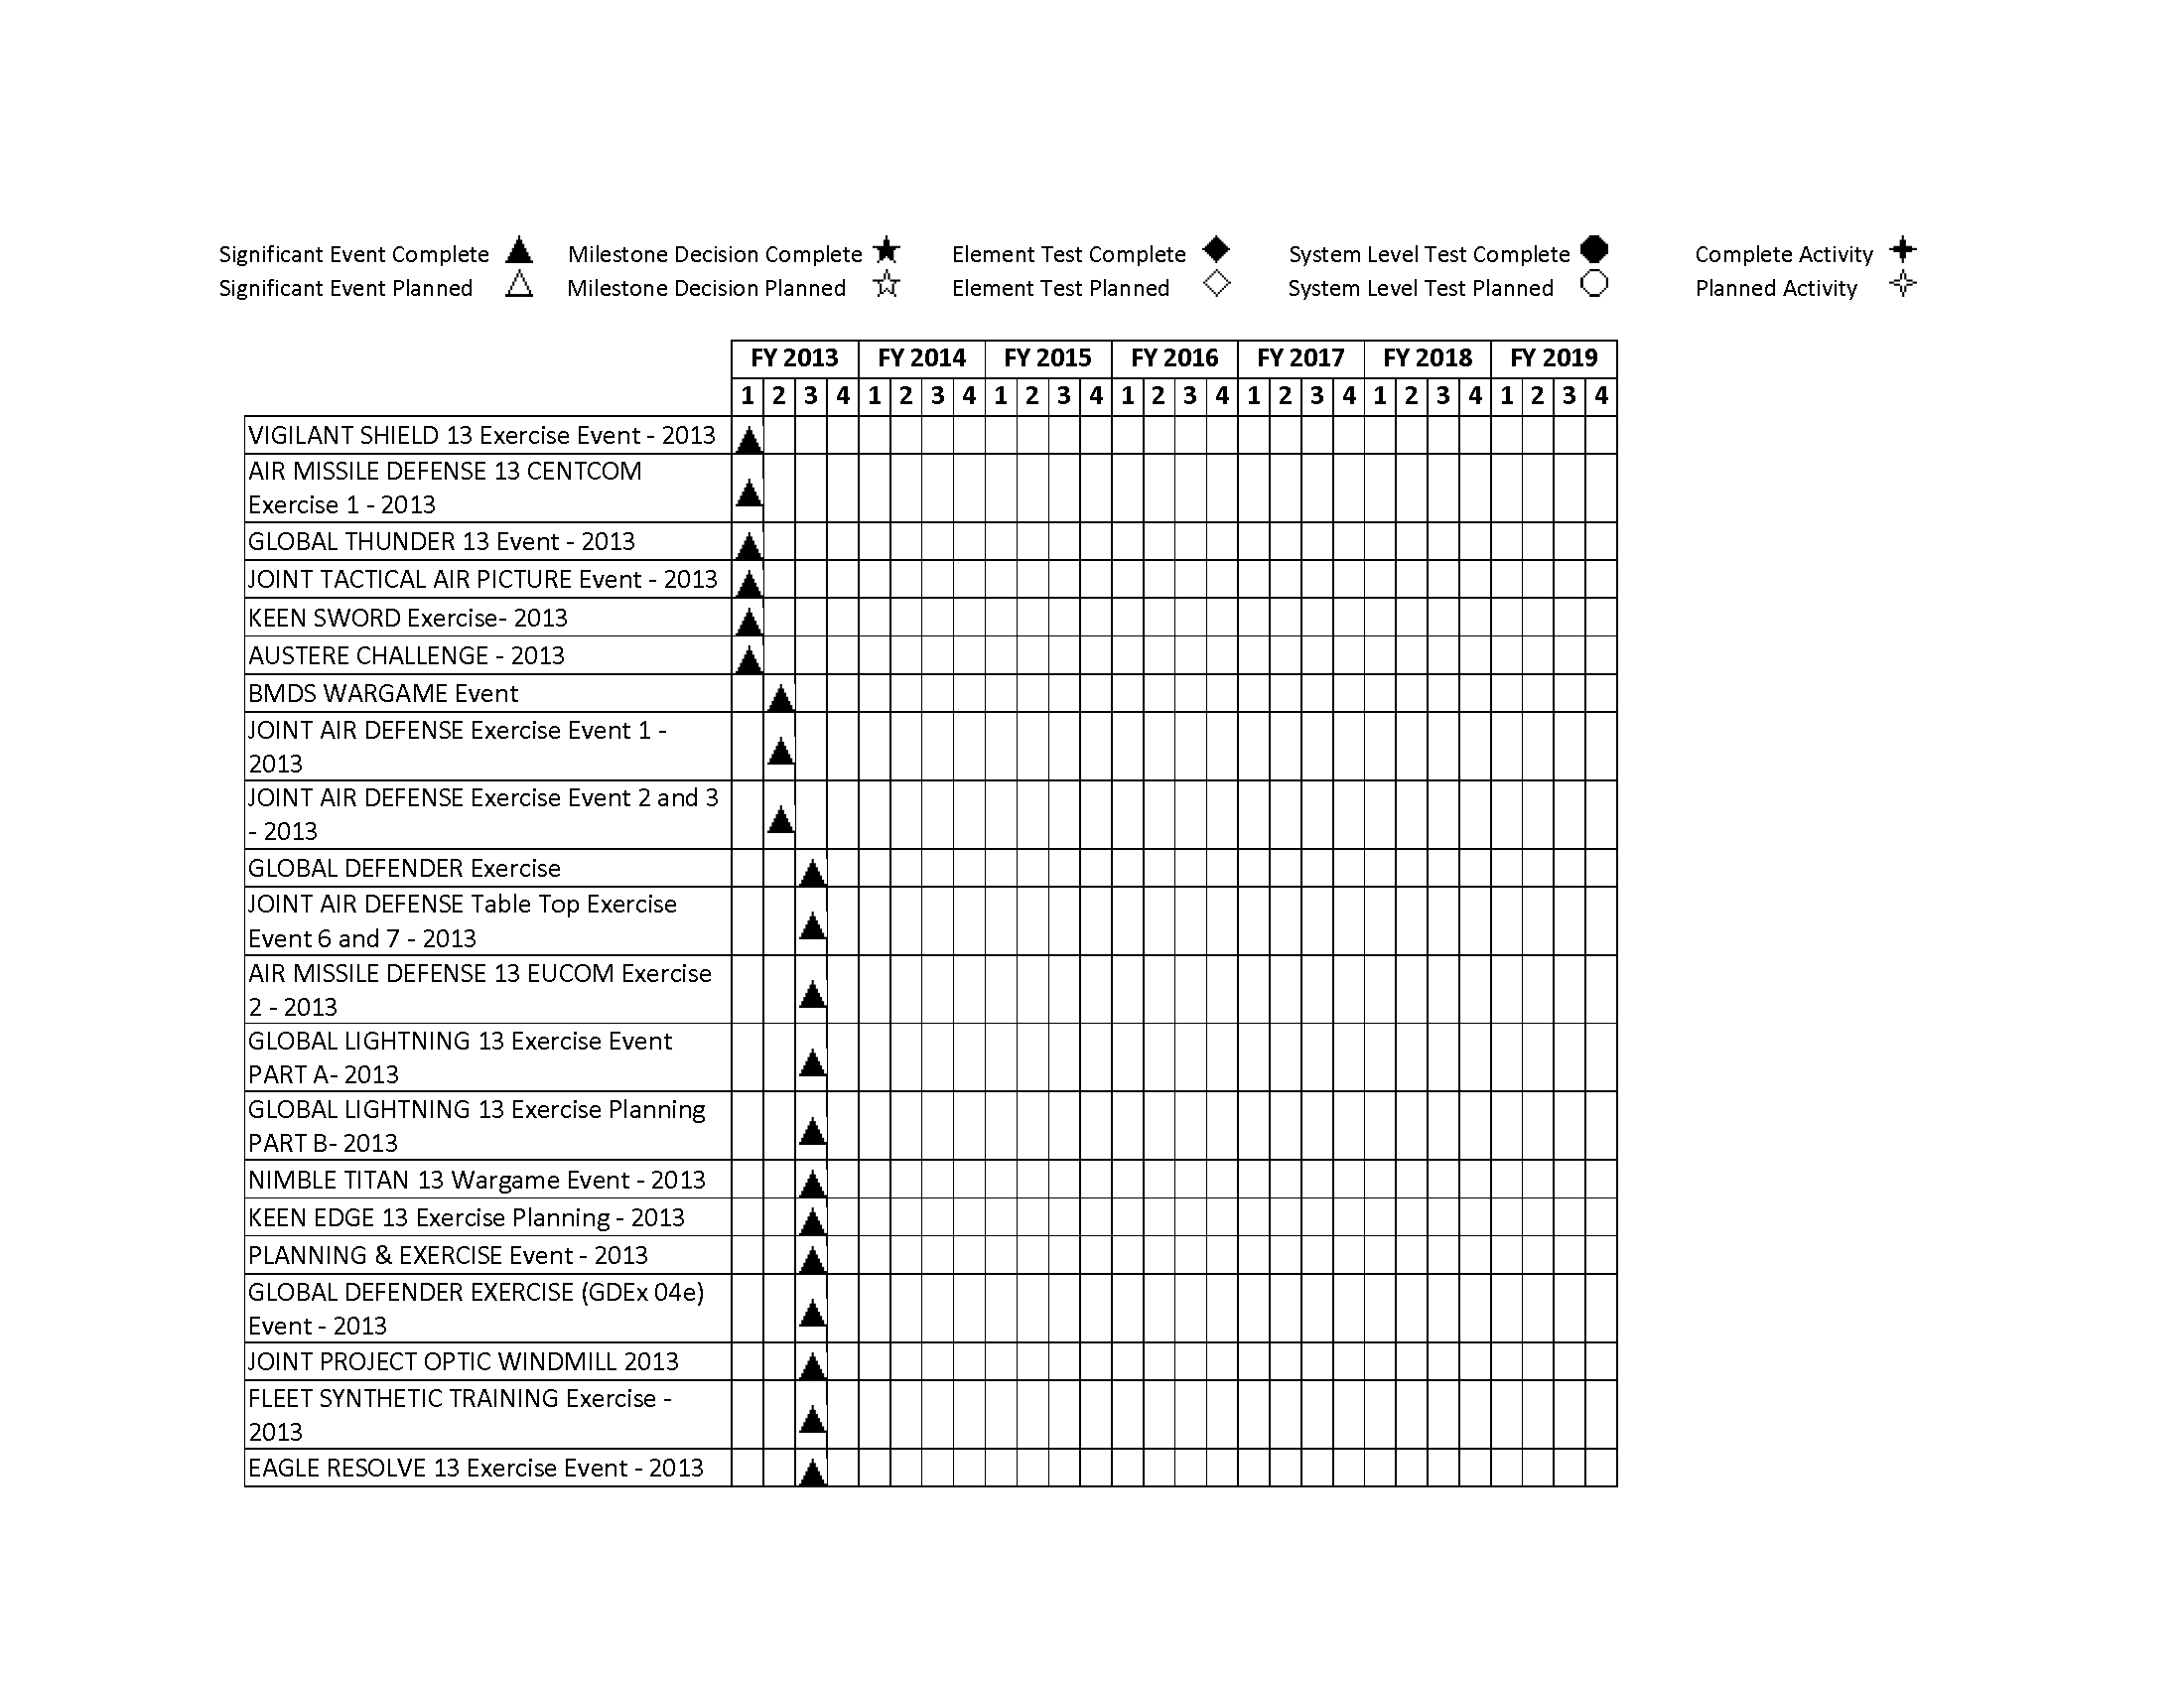 Significant Event Complete Milestone Decision Complete Element Test Complete System Level Test Complete Complete Activity
Significant Event Planned Milestone Decision Planned Element Test Planned System Level Test Planned Planned Activity
FY 2013 FY 2014 FY 2015 FY 2016 FY 2017 FY 2018 FY 2019
1 2 3 4 1 2 3 4 1 2 3 4 1 2 3 4 1 2 3 4 1 2 3 4 1 2 3 4
VIGILANT SHIELD 13 Exercise Event - 2013
AIR MISSILE DEFENSE 13 CENTCOM
Exercise 1 - 2013
GLOBAL THUNDER 13 Event - 2013
JOINT TACTICAL AIR PICTURE Event - 2013
KEEN SWORD Exercise- 2013
AUSTERE CHALLENGE - 2013
BMDS WARGAME Event
JOINT AIR DEFENSE Exercise Event 1 -
2013
JOINT AIR DEFENSE Exercise Event 2 and 3
- 2013
GLOBAL DEFENDER Exercise
JOINT AIR DEFENSE Table Top Exercise
Event 6 and 7 - 2013
AIR MISSILE DEFENSE 13 EUCOM Exercise
2 - 2013
GLOBAL LIGHTNING 13 Exercise Event
PART A- 2013
GLOBAL LIGHTNING 13 Exercise Planning
PART B- 2013
NIMBLE TITAN 13 Wargame Event - 2013
KEEN EDGE 13 Exercise Planning - 2013
PLANNING & EXERCISE Event - 2013
GLOBAL DEFENDER EXERCISE (GDEx 04e)
Event - 2013
JOINT PROJECT OPTIC WINDMILL 2013
FLEET SYNTHETIC TRAINING Exercise -
2013
EAGLE RESOLVE 13 Exercise Event - 2013